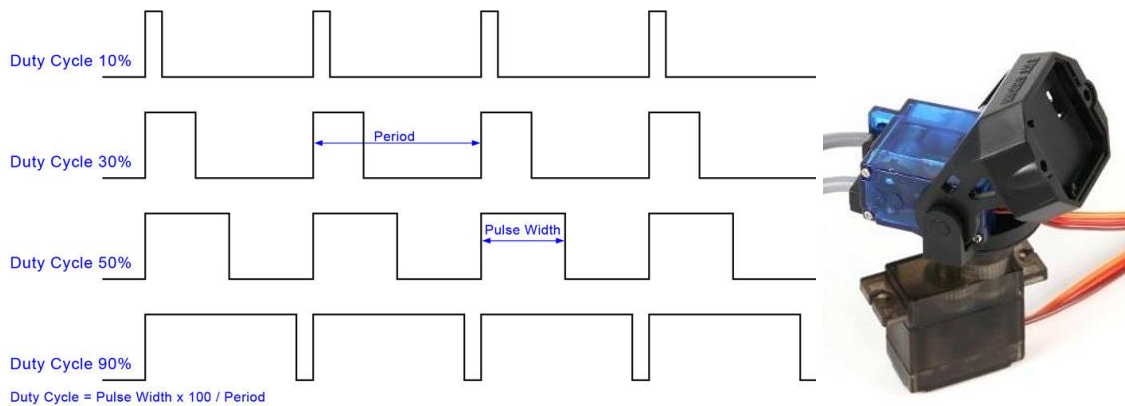 Duty Cycle 10%
Duty Cycle 30%
Period
Duty Cycle 50%
Pulse Width
Duty Cycle 90%
Duty Cycle = Pulse Width x 100 / Period